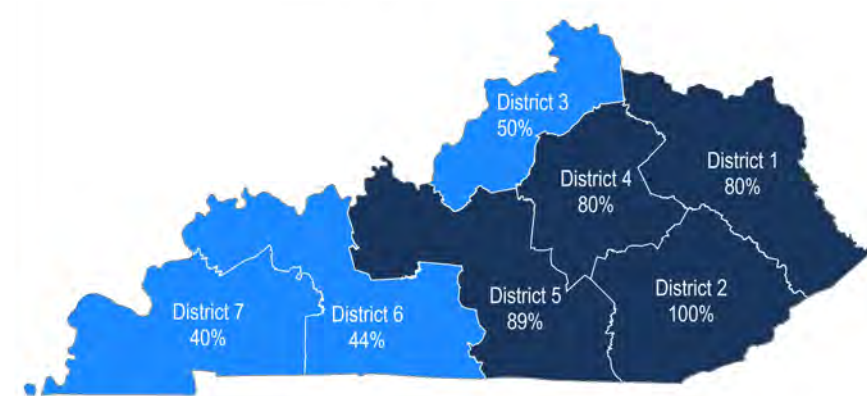 District 3
50%
District 1
80%
District 4
80%
District 2
100%
District 5
89%
District 7
40%
District 6
44%